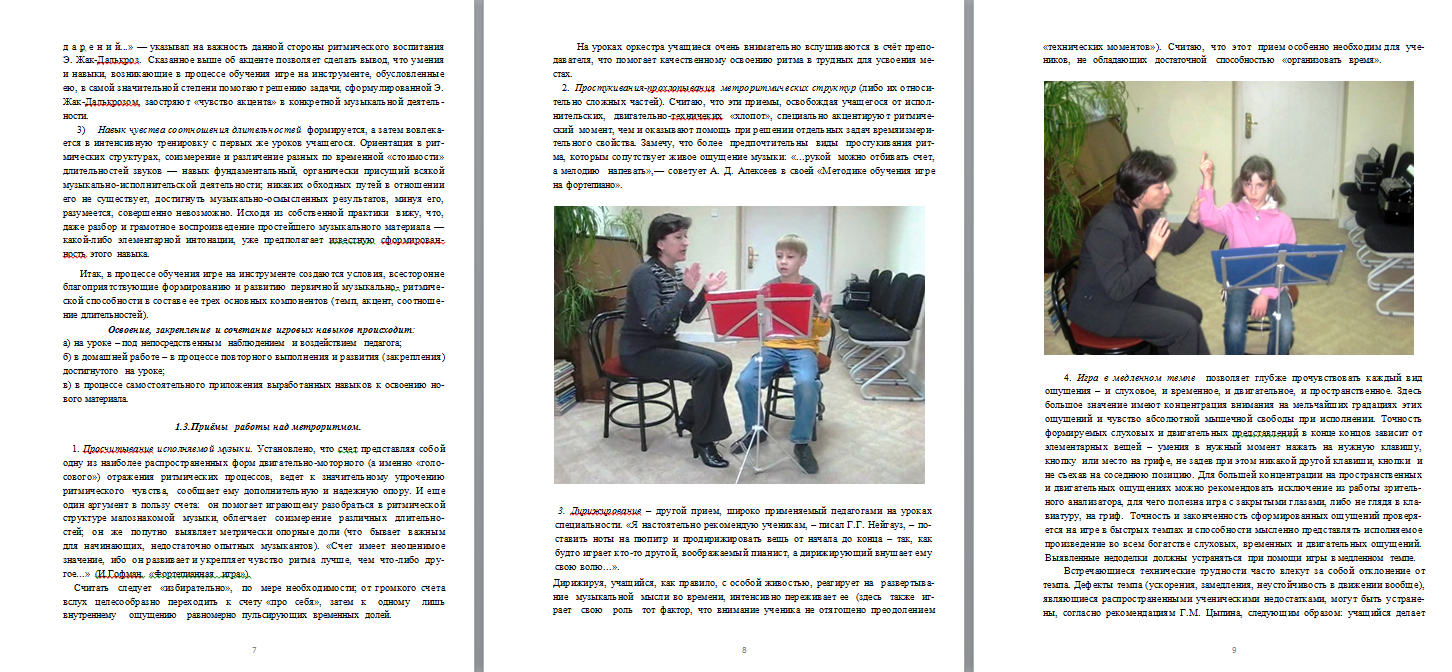 д а р е н и й...» — указывал на важность данной стороны ритмического воспитания
Э. Жак-Далькроз. Сказанное выше об акценте позволяет сделать вывод, что умения
и навыки, возникающие в процессе обучения игре на инструменте, обусловленные
ею, в самой значительной степени помогают решению задачи, сформулированной Э.
Жак-Далькрозом, заостряют «чувство акцента» в конкретной музыкальной деятель-
ности.
3) Навык чувства соотношения длительностей формируется, а затем вовлека-
ется в интенсивную тренировку с первых же уроков учащегося. Ориентация в рит-
мических структурах, соизмерение и различение разных по временной «стоимости»
длительностей звуков — навык фундаментальный, органически присущий всякой
музыкально-исполнительской деятельности; никаких обходных путей в отношении
его не существует, достигнуть музыкально-осмысленных результатов, минуя его,
разумеется, совершенно невозможно. Исходя из собственной практики вижу, что,
даже разбор и грамотное воспроизведение простейшего музыкального материала —
какой-либо элементарной интонации, уже предполагает известную сформирован-
ность этого навыка.
Итак, в процессе обучения игре на инструменте создаются условия, всесторонне
благоприятствующие формированию и развитию первичной музыкально- ритмиче-
ской способности в составе ее трех основных компонентов (темп, акцент, соотноше-
ние длительностей).
Освоение, закрепление и сочетание игровых навыков происходит:
а) на уроке – под непосредственным наблюдением и воздействием педагога;
б) в домашней работе – в процессе повторного выполнения и развития (закрепления)
достигнутого на уроке;
в) в процессе самостоятельного приложения выработанных навыков к освоению но-
вого материала.
1.3.Приёмы работы над метроритмом.
1. Просчитывание исполняемой музыки. Установлено, что счет представляя собой
одну из наиболее распространенных форм двигательно-моторного (а именно «голо-
сового») отражения ритмических процессов, ведет к значительному упрочению
ритмического чувства, сообщает ему дополнительную и надежную опору. И еще
один аргумент в пользу счета: он помогает играющему разобраться в ритмической
структуре малознакомой музыки, облегчает соизмерение различных длительно-
стей; он же попутно выявляет метрически опорные доли (что бывает важным
для начинающих, недостаточно опытных музыкантов). «Счет имеет неоценимое
значение, ибо он развивает и укрепляет чувство ритма лучше, чем что-либо дру-
гое...» (И.Гофман, «Фортепианная игра»).
Считать следует «избирательно», по мере необходимости; от громкого счета
вслух целесообразно переходить к счету «про себя», затем к одному лишь
внутреннему ощущению равномерно пульсирующих временных долей.
7
На уроках оркестра учащиеся очень внимательно вслушиваются в счёт препо-
давателя, что помогает качественному освоению ритма в трудных для усвоения ме-
стах.
2. Простукивания-прохлопывания метроритмических структур (либо их относи-
тельно сложных частей). Считаю, что эти приемы, освобождая учащегося от испол-
нительских, двигательно-техничеких «хлопот», специально акцентируют ритмиче-
ский момент, чем и оказывают помощь при решении отдельных задач времяизмери-
тельного свойства. Замечу, что более предпочтительны виды простукивания рит-
ма, которым сопутствует живое ощущение музыки: «...рукой можно отбивать счет,
а мелодию напевать»,— советует А. Д. Алексеев в своей «Методике обучения игре
на фортепиано».
3. Дирижирование – другой прием, широко применяемый педагогами на уроках
специальности. «Я настоятельно рекомендую ученикам, – писал Г.Г. Нейгауз, – по-
ставить ноты на пюпитр и продирижировать вещь от начала до конца – так, как
будто играет кто-то другой, воображаемый пианист, а дирижирующий внушает ему
свою волю...».
Дирижируя, учащийся, как правило, с особой живостью, реагирует на развертыва-
ние музыкальной мысли во времени, интенсивно переживает ее (здесь также иг-
рает свою роль тот фактор, что внимание ученика не отягощено преодолением
8
«технических моментов»). Считаю, что этот прием особенно необходим для уче-
ников, не обладающих достаточной способностью «организовать время».
4. Игра в медленном темпе позволяет глубже прочувствовать каждый вид
ощущения – и слуховое, и временное, и двигательное, и пространственное. Здесь
большое значение имеют концентрация внимания на мельчайших градациях этих
ощущений и чувство абсолютной мышечной свободы при исполнении. Точность
формируемых слуховых и двигательных представлений в конце концов зависит от
элементарных вещей – умения в нужный момент нажать на нужную клавишу,
кнопку или место на грифе, не задев при этом никакой другой клавиши, кнопки и
не съехав на соседнюю позицию. Для большей концентрации на пространственных
и двигательных ощущениях можно рекомендовать исключение из работы зритель-
ного анализатора, для чего полезна игра с закрытыми глазами, либо не глядя в кла-
виатуру, на гриф. Точность и законченность сформированных ощущений проверя-
ется на игре в быстрых темпах и способности мысленно представлять исполняемое
произведение во всем богатстве слуховых, временных и двигательных ощущений.
Выявленные недоделки должны устраняться при помощи игры в медленном темпе.
Встречающиеся технические трудности часто влекут за собой отклонение от
темпа. Дефекты темпа (ускорения, замедления, неустойчивость в движении вообще),
являющиеся распространенными ученическими недостатками, могут быть устране-
ны, согласно рекомендациям Г.М. Цыпина, следующим образом: учащийся делает
9